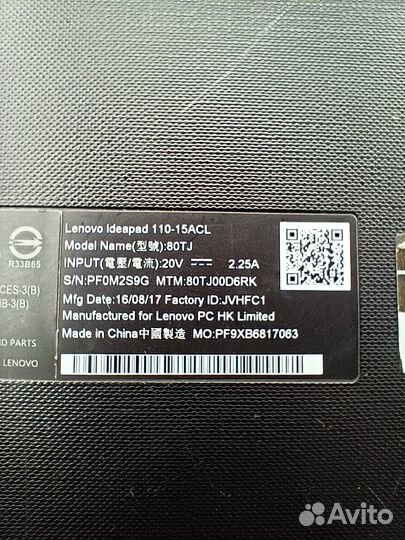 Lenovo ideapad 110-15ACL
Model Name(型號):80TJ
INPUT(電壓/電流):20V ⎓ 2.25A
S/N:PF0M2S9G MTM:80TJ00D6RK
Mfg Date:16/08/17 Factory ID:JVHFC1
Manufactured for Lenovo PC HK Limited
Made in China中國製造 MO:PF9XB6817063
R33B65
CES-3(B)
IB-3(B)
ND PARTS
LENOVO
Avito